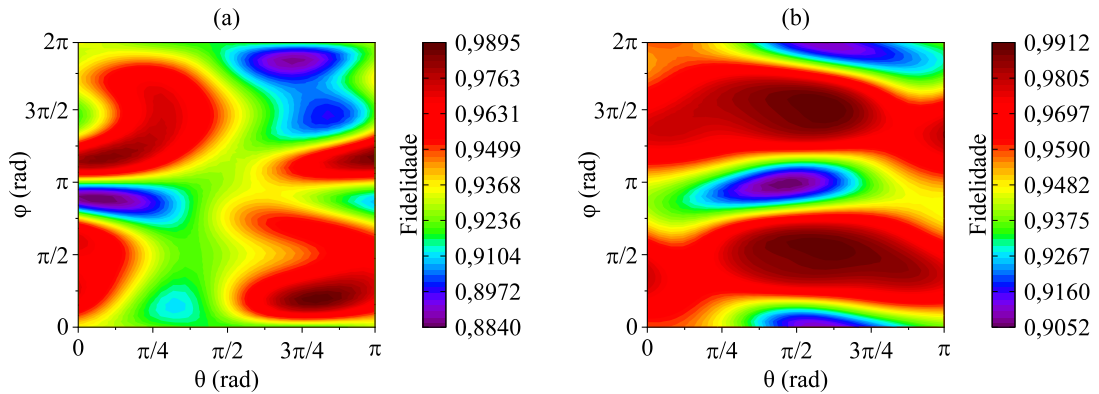 (a)
2π
3π/2
π
π/2
0
φ (rad)
0
π/4
π/2
3π/4
π
θ (rad)
Fidelidade
0,9895
0,9763
0,9631
0,9499
0,9368
0,9236
0,9104
0,8972
0,8840
(b)
2π
3π/2
π
π/2
0
φ (rad)
0
π/4
π/2
3π/4
π
θ (rad)
Fidelidade
0,9912
0,9805
0,9697
0,9590
0,9482
0,9375
0,9267
0,9160
0,9052